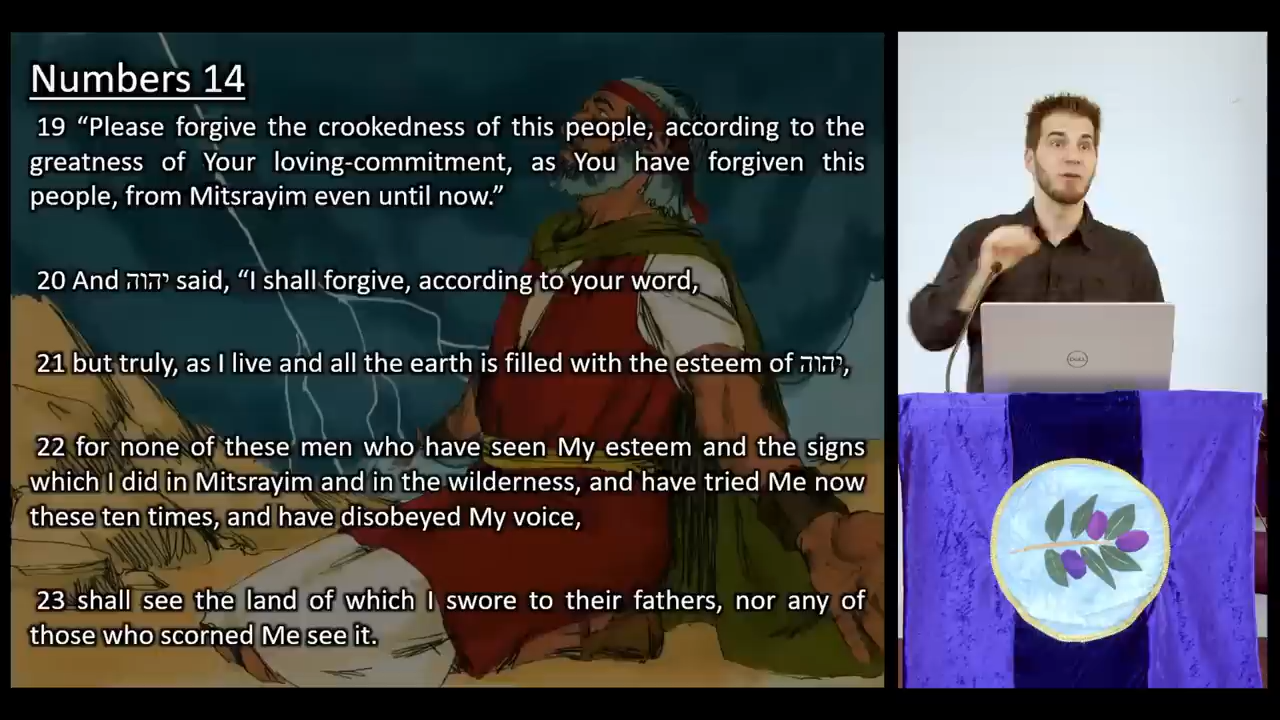 Numbers 14
19 “Please forgive the crookedness of this people, according to the
greatness of Your loving-commitment, as You have forgiven this
people, from Mitsrayim even until now.”
20 And יהוה said, “I shall forgive, according to your word,
21 but truly, as I live and all the earth is filled with the esteem of יהוה,
22 for none of these men who have seen My esteem and the signs
which I did in Mitsrayim and in the wilderness, and have tried Me now
these ten times, and have disobeyed My voice,
23 shall see the land of which I swore to their fathers, nor any of
those who scorned Me see it.
DELL